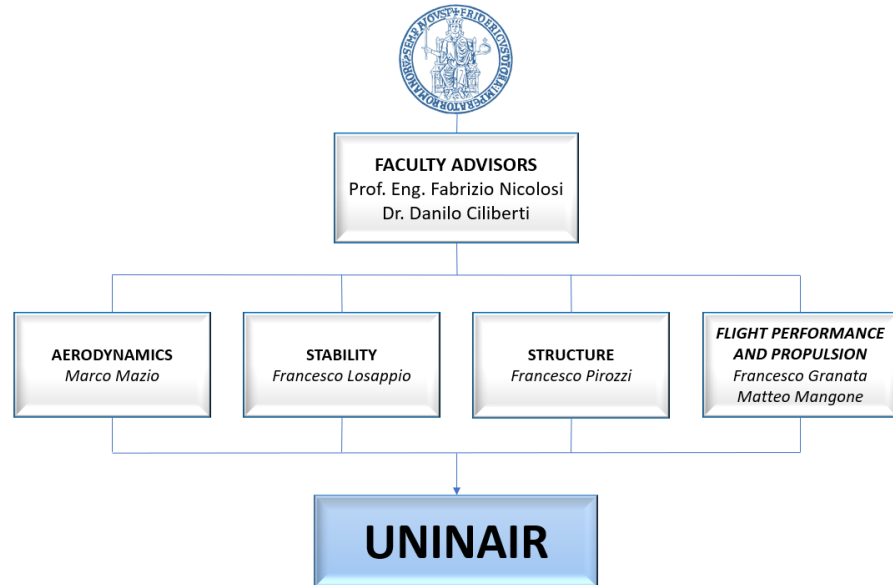 FACULTY ADVISORS
Prof. Eng. Fabrizio Nicolosi
Dr. Danilo Ciliberti
AERODYNAMICS
Marco Mazio
STABILITY
Francesco Losappio
STRUCTURE
Francesco Pirozzi
FLIGHT PERFORMANCE
AND PROPULSION
Francesco Granata
Matteo Mangone
UNINAIR